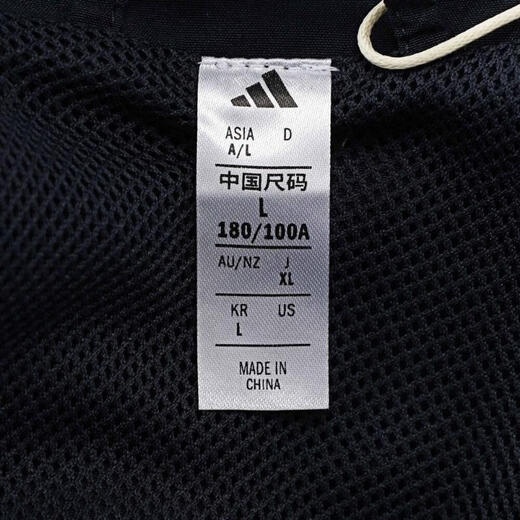 ASIA D
A/L
中国尺码
L
180/100A
AU/NZ J
XL
KR US
L
MADE IN
CHINA